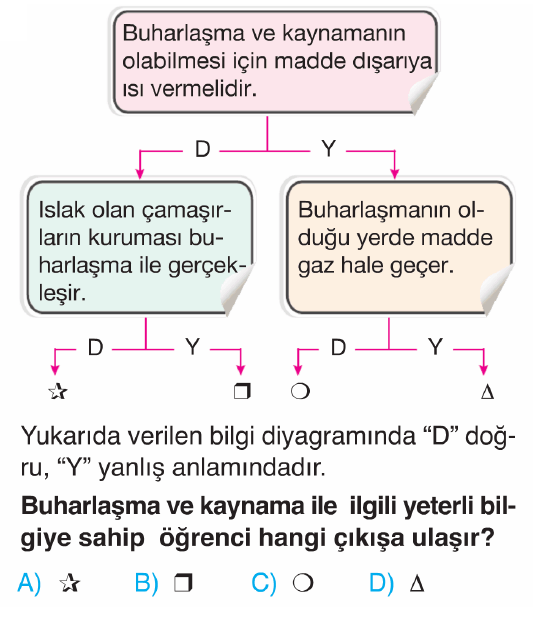 Buharlaşma ve kaynamanın
olabilmesi için madde dışarıya
ısı vermelidir.
D Y
Islak olan çamaşır-
ların kuruması bu-
harlaşma ile gerçek-
leşir.
Buharlaşmanın ol-
duğu yerde madde
gaz hale geçer.
D Y D Y
Yukarıda verilen bilgi diyagramında “D” doğ-
ru, “Y” yanlış anlamındadır.
Buharlaşma ve kaynama ile ilgili yeterli bil-
giye sahip öğrenci hangi çıkışa ulaşır?
A) ✰ B) ❒ C) ❍ D) ∆